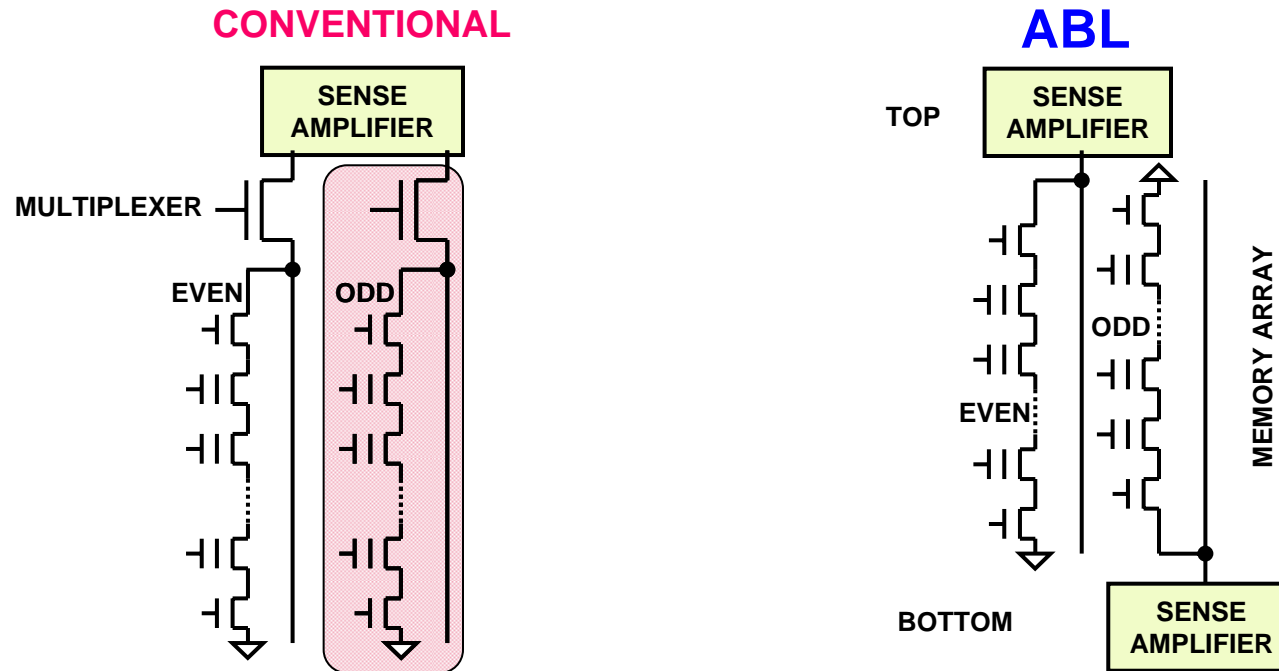 CONVENTIONAL
SENSE
AMPLIFIER
MULTIPLEXER
EVEN
ODD
ABL
TOP
SENSE
AMPLIFIER
ODD
EVEN
MEMORY ARRAY
BOTTOM
SENSE
AMPLIFIER